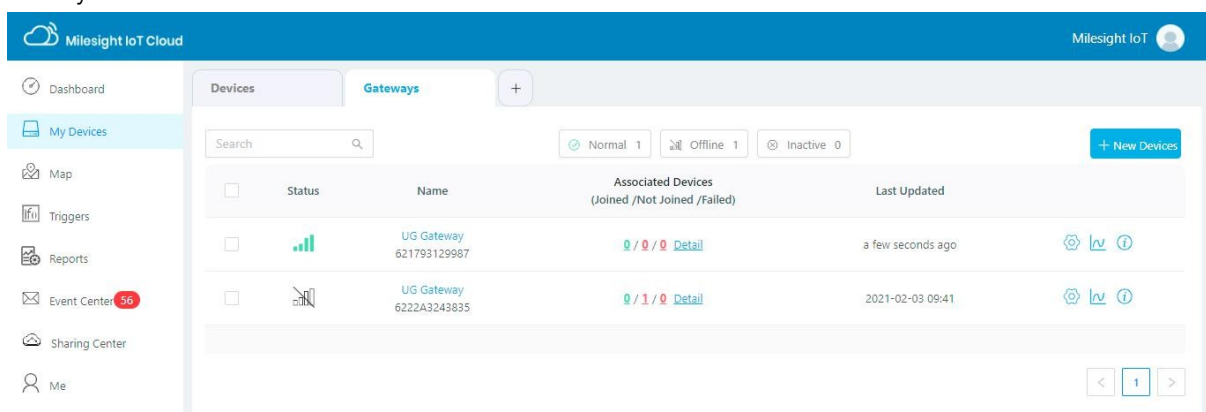 Milesight IoT Cloud
Milesight IoT
Dashboard
My Devices
Map
Triggers
Reports
Event Center 56
Sharing Center
Me
Devices
Gateways
+
Search
Normal 1
Offline 1
Inactive 0
+ New Devices
Status
Name
Associated Devices
(Joined /Not Joined /Failed)
Last Updated
UG Gateway
621793129987
0 / 0 / 0 Detail
a few seconds ago
UG Gateway
6222A3243835
0 / 1 / 0 Detail
2021-02-03 09:41
< 1 >